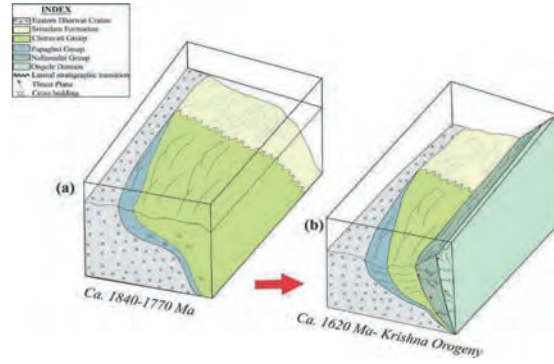 INDEX
Eastern Dharwar Craton
Srisailam Formation
Chitravati Group
Papaghni Group
Nallamalai Group
Ongole Domain
Lateral stratigraphic transition
Thrust Plane
Cross bedding
(a)
(b)
Ca. 1840-1770 Ma
Ca. 1620 Ma- Krishna Orogeny